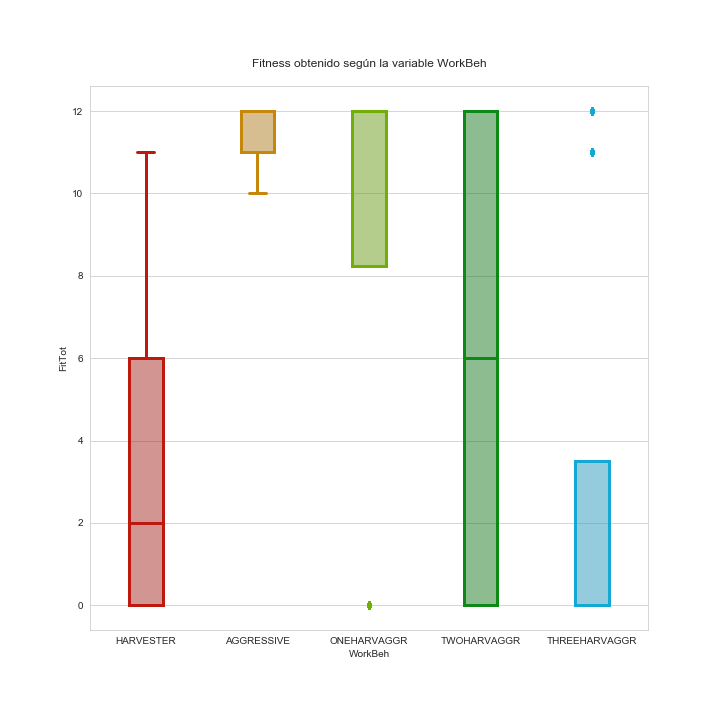 Fitness obtenido según la variable WorkBeh
12
10
8
6
4
2
0
FitTot
HARVESTER AGGRESSIVE ONEHARVAGGR TWOHARVAGGR THREEHARVAGGR
WorkBeh